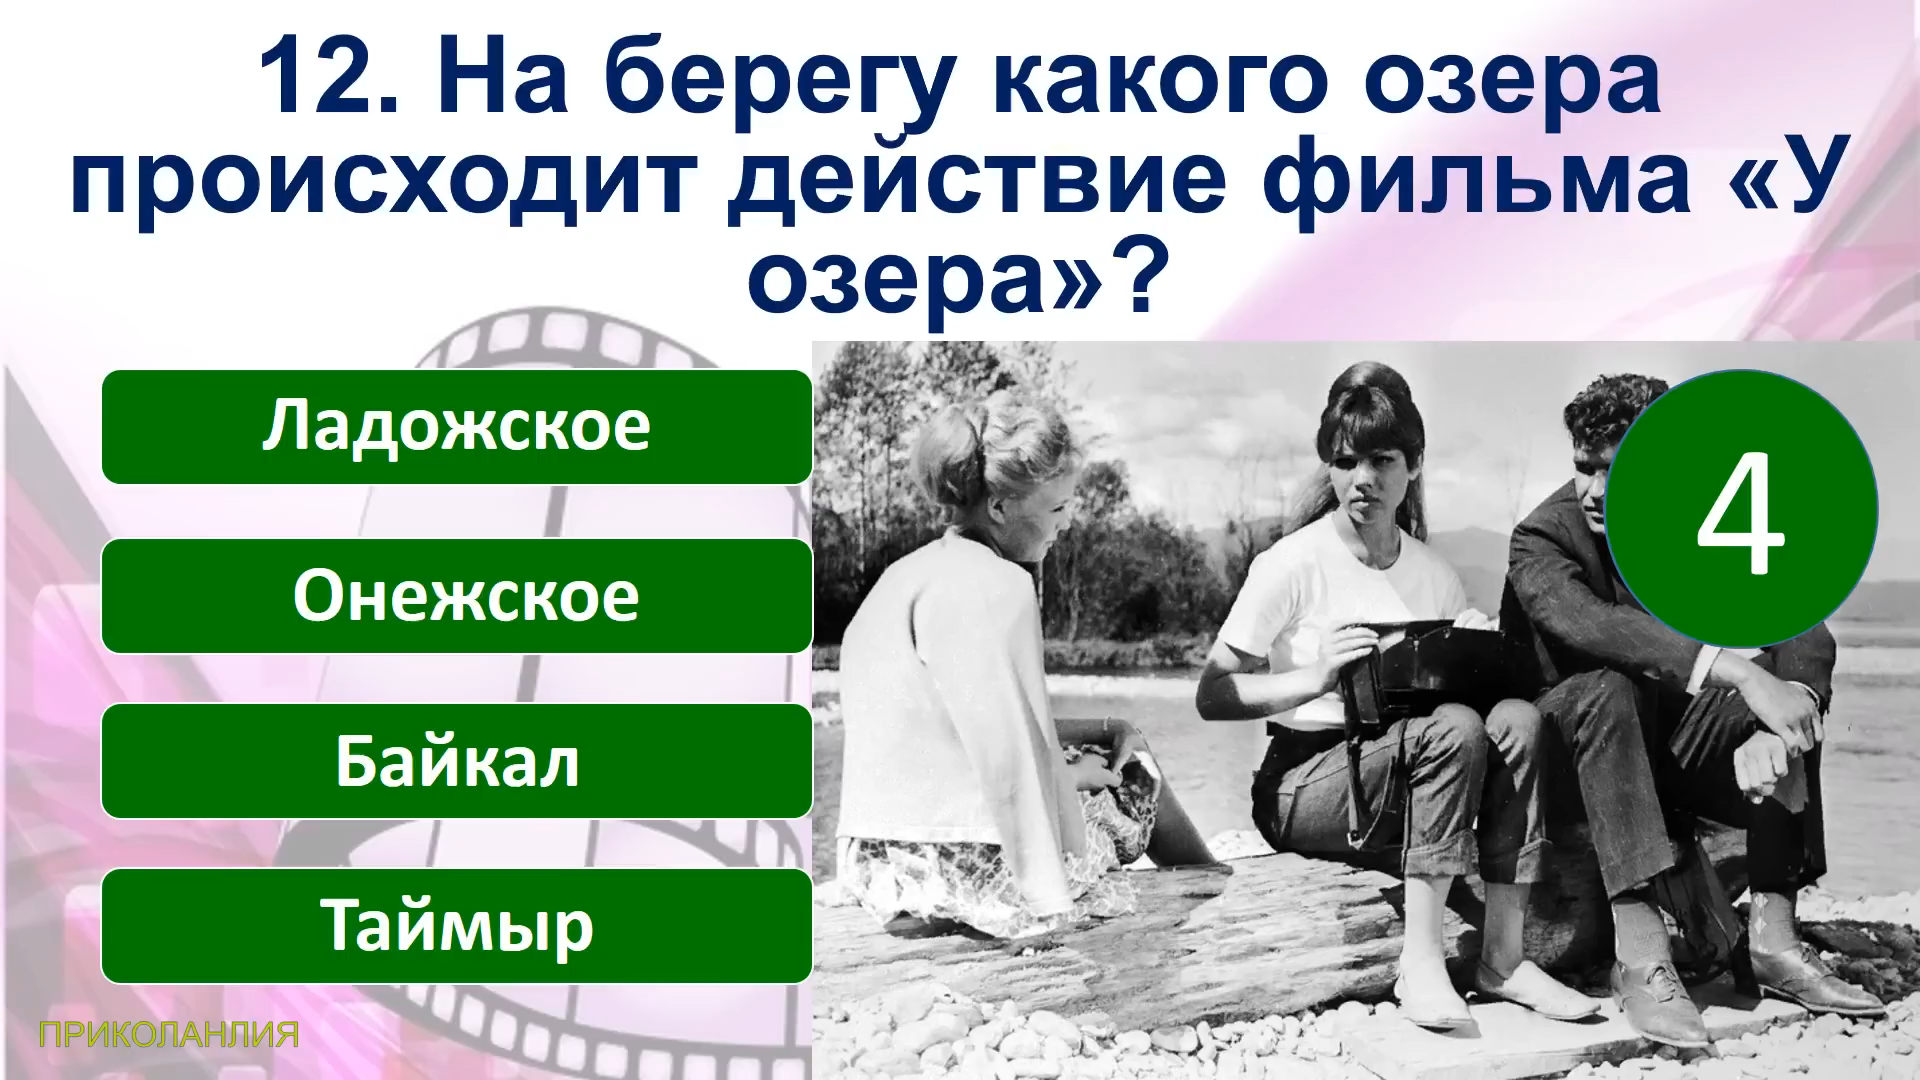 12. На берегу какого озера
происходит действие фильма «У
озера»?
Ладожское
4
Онежское
Байкал
Таймыр
ПРИКОЛАНЛИЯ